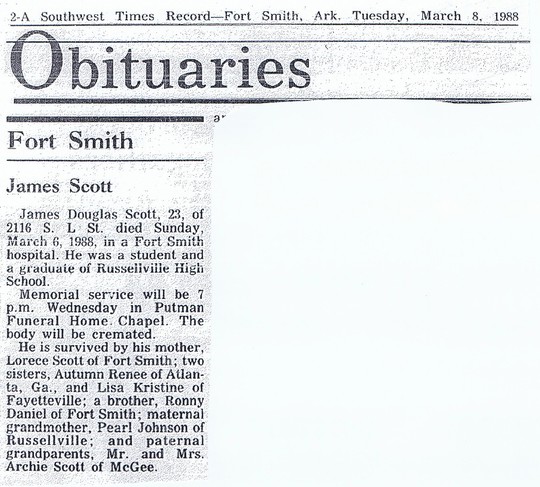 2-A Southwest Times Record—Fort Smith, Ark. Tuesday, March 8, 1988
Obituaries
Fort Smith
James Scott
James Douglas Scott, 23, of
2116 S. L St. died Sunday,
March 6, 1988, in a Fort Smith
hospital. He was a student and
a graduate of Russellville High
School.
Memorial service will be 7
p.m. Wednesday in Putman
Funeral Home Chapel. The
body will be cremated.
He is survived by his mother,
Lorece Scott of Fort Smith; two
sisters, Autumn Renee of Atlan-
ta, Ga., and Lisa Kristine of
Fayetteville; a brother, Ronny
Daniel of Fort Smith; maternal
grandmother, Pearl Johnson of
Russellville; and paternal
grandparents, Mr. and Mrs.
Archie Scott of McGee.